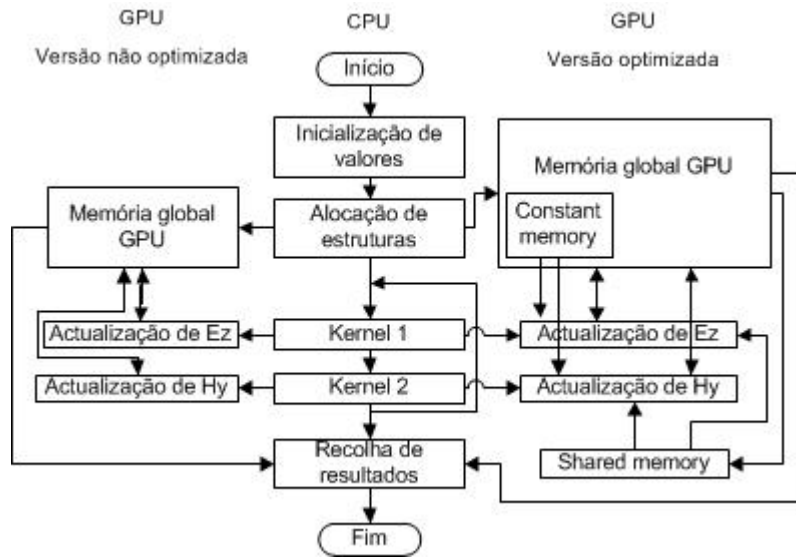 GPU
Versão não optimizada
CPU
GPU
Versão optimizada
Início
Inicialização de
valores
Memória global GPU
Memória global
GPU
Alocação de
estruturas
Constant
memory
Actualização de Ez
Kernel 1
Actualização de Ez
Actualização de Hy
Kernel 2
Actualização de Hy
Recolha de
resultados
Shared memory
Fim